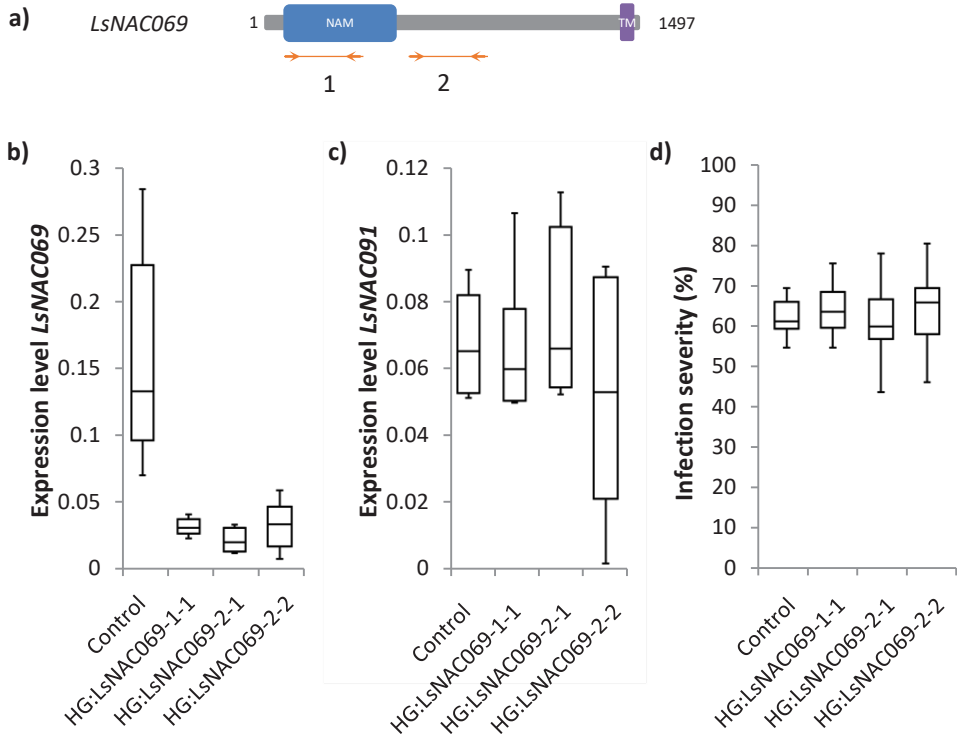 a)
LsNAC069
1
NAM
TM
1497
1
2
b)
Expression level LsNAC069
0.3
0.25
0.2
0.15
0.1
0.05
0
Control
HG:LsNAC069-1-1
HG:LsNAC069-2-1
HG:LsNAC069-2-2
c)
Expression level LsNAC091
0.12
0.1
0.08
0.06
0.04
0.02
0
Control
HG:LsNAC069-1-1
HG:LsNAC069-2-1
HG:LsNAC069-2-2
d)
Infection severity (%)
100
90
80
70
60
50
40
30
20
10
0
Control
HG:LsNAC069-1-1
HG:LsNAC069-2-1
HG:LsNAC069-2-2